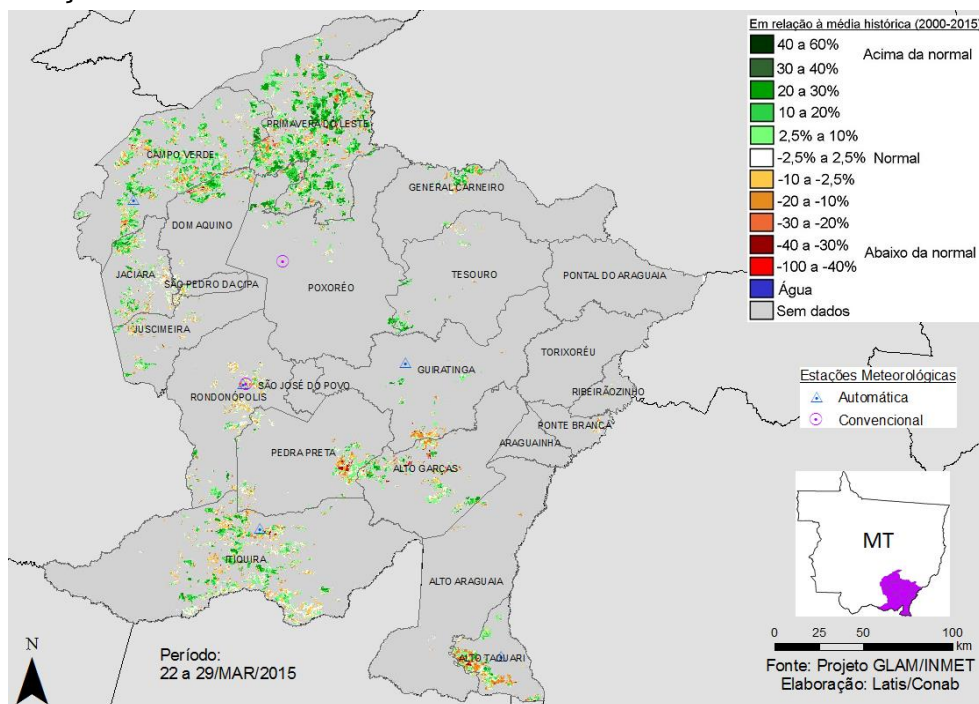 Em relação à média histórica (2000-2015)
40 a 60%
Acima da normal
30 a 40%
20 a 30%
10 a 20%
2,5% a 10%
-2,5% a 2,5%
Normal
-10 a -2,5%
-20 a -10%
-30 a -20%
-40 a -30%
Abaixo da normal
-100 a -40%
Água
Sem dados
PRIMAVERA DO LESTE
CAMPO VERDE
GENERAL CARNEIRO
DOM AQUINO
JACIARA
SÃO PEDRO DA CIPA
POXORÉO
TESOURO
PONTAL DO ARAGUAIA
JUSCIMEIRA
TORIXORÉU
GUIRATINGA
SÃO JOSÉ DO POVO
RONDONÓPOLIS
RIBEIRÃOZINHO
PONTE BRANCA
ARAGUAINHA
PEDRA PRETA
ALTO GARÇAS
ITIQUIRA
ALTO ARAGUAIA
ALTO TAQUARI
Estações Meteorológicas
Automática
Convencional
MT
N
Período:
22 a 29/MAR/2015
0 25 50 100
km
Fonte: Projeto GLAM/INMET
Elaboração: Latis/Conab